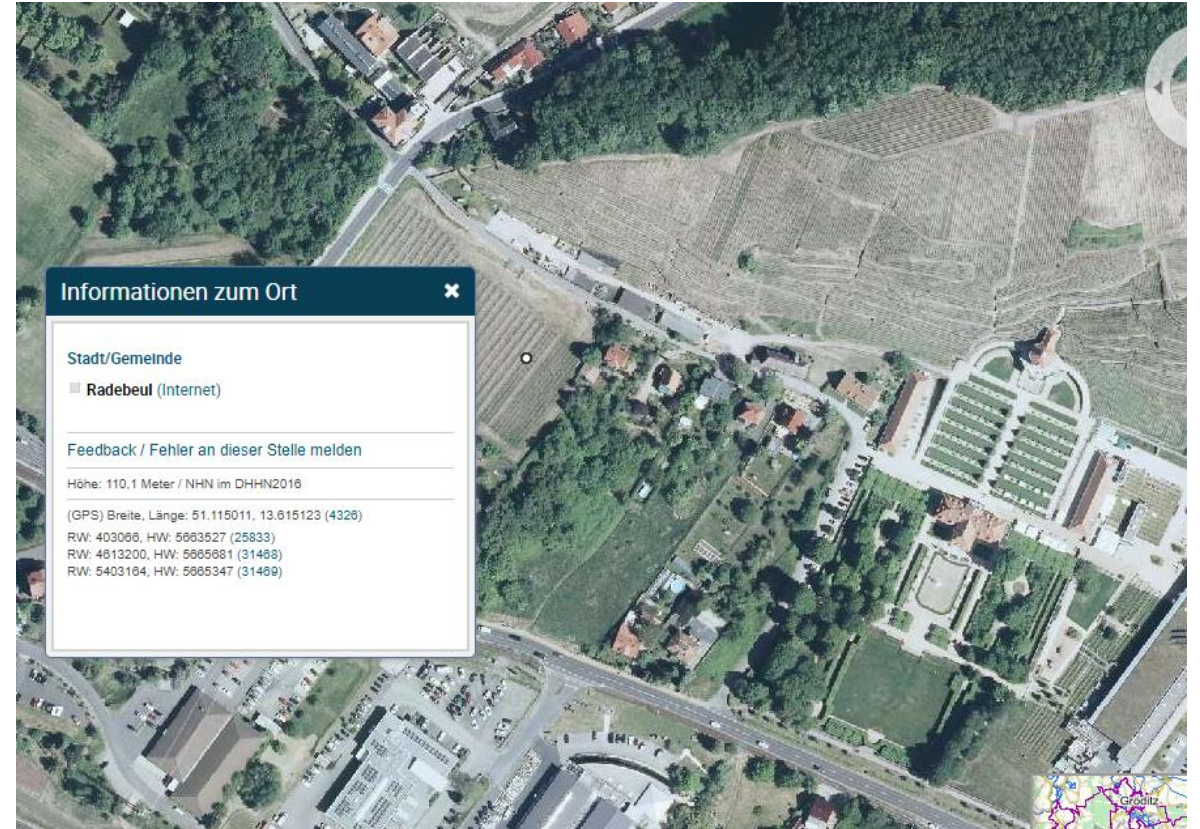 Informationen zum Ort
Stadt/Gemeinde
Radebeul (Internet)
Feedback / Fehler an dieser Stelle melden
Höhe: 110,1 Meter / NHN im DHHN2016
(GPS) Breite, Länge: 51.115011, 13.615123 (4326)
RW: 403066, HW: 5663527 (25833)
RW: 4613200, HW: 5665681 (31468)
RW: 5403164, HW: 5665347 (31469)
Gröditz